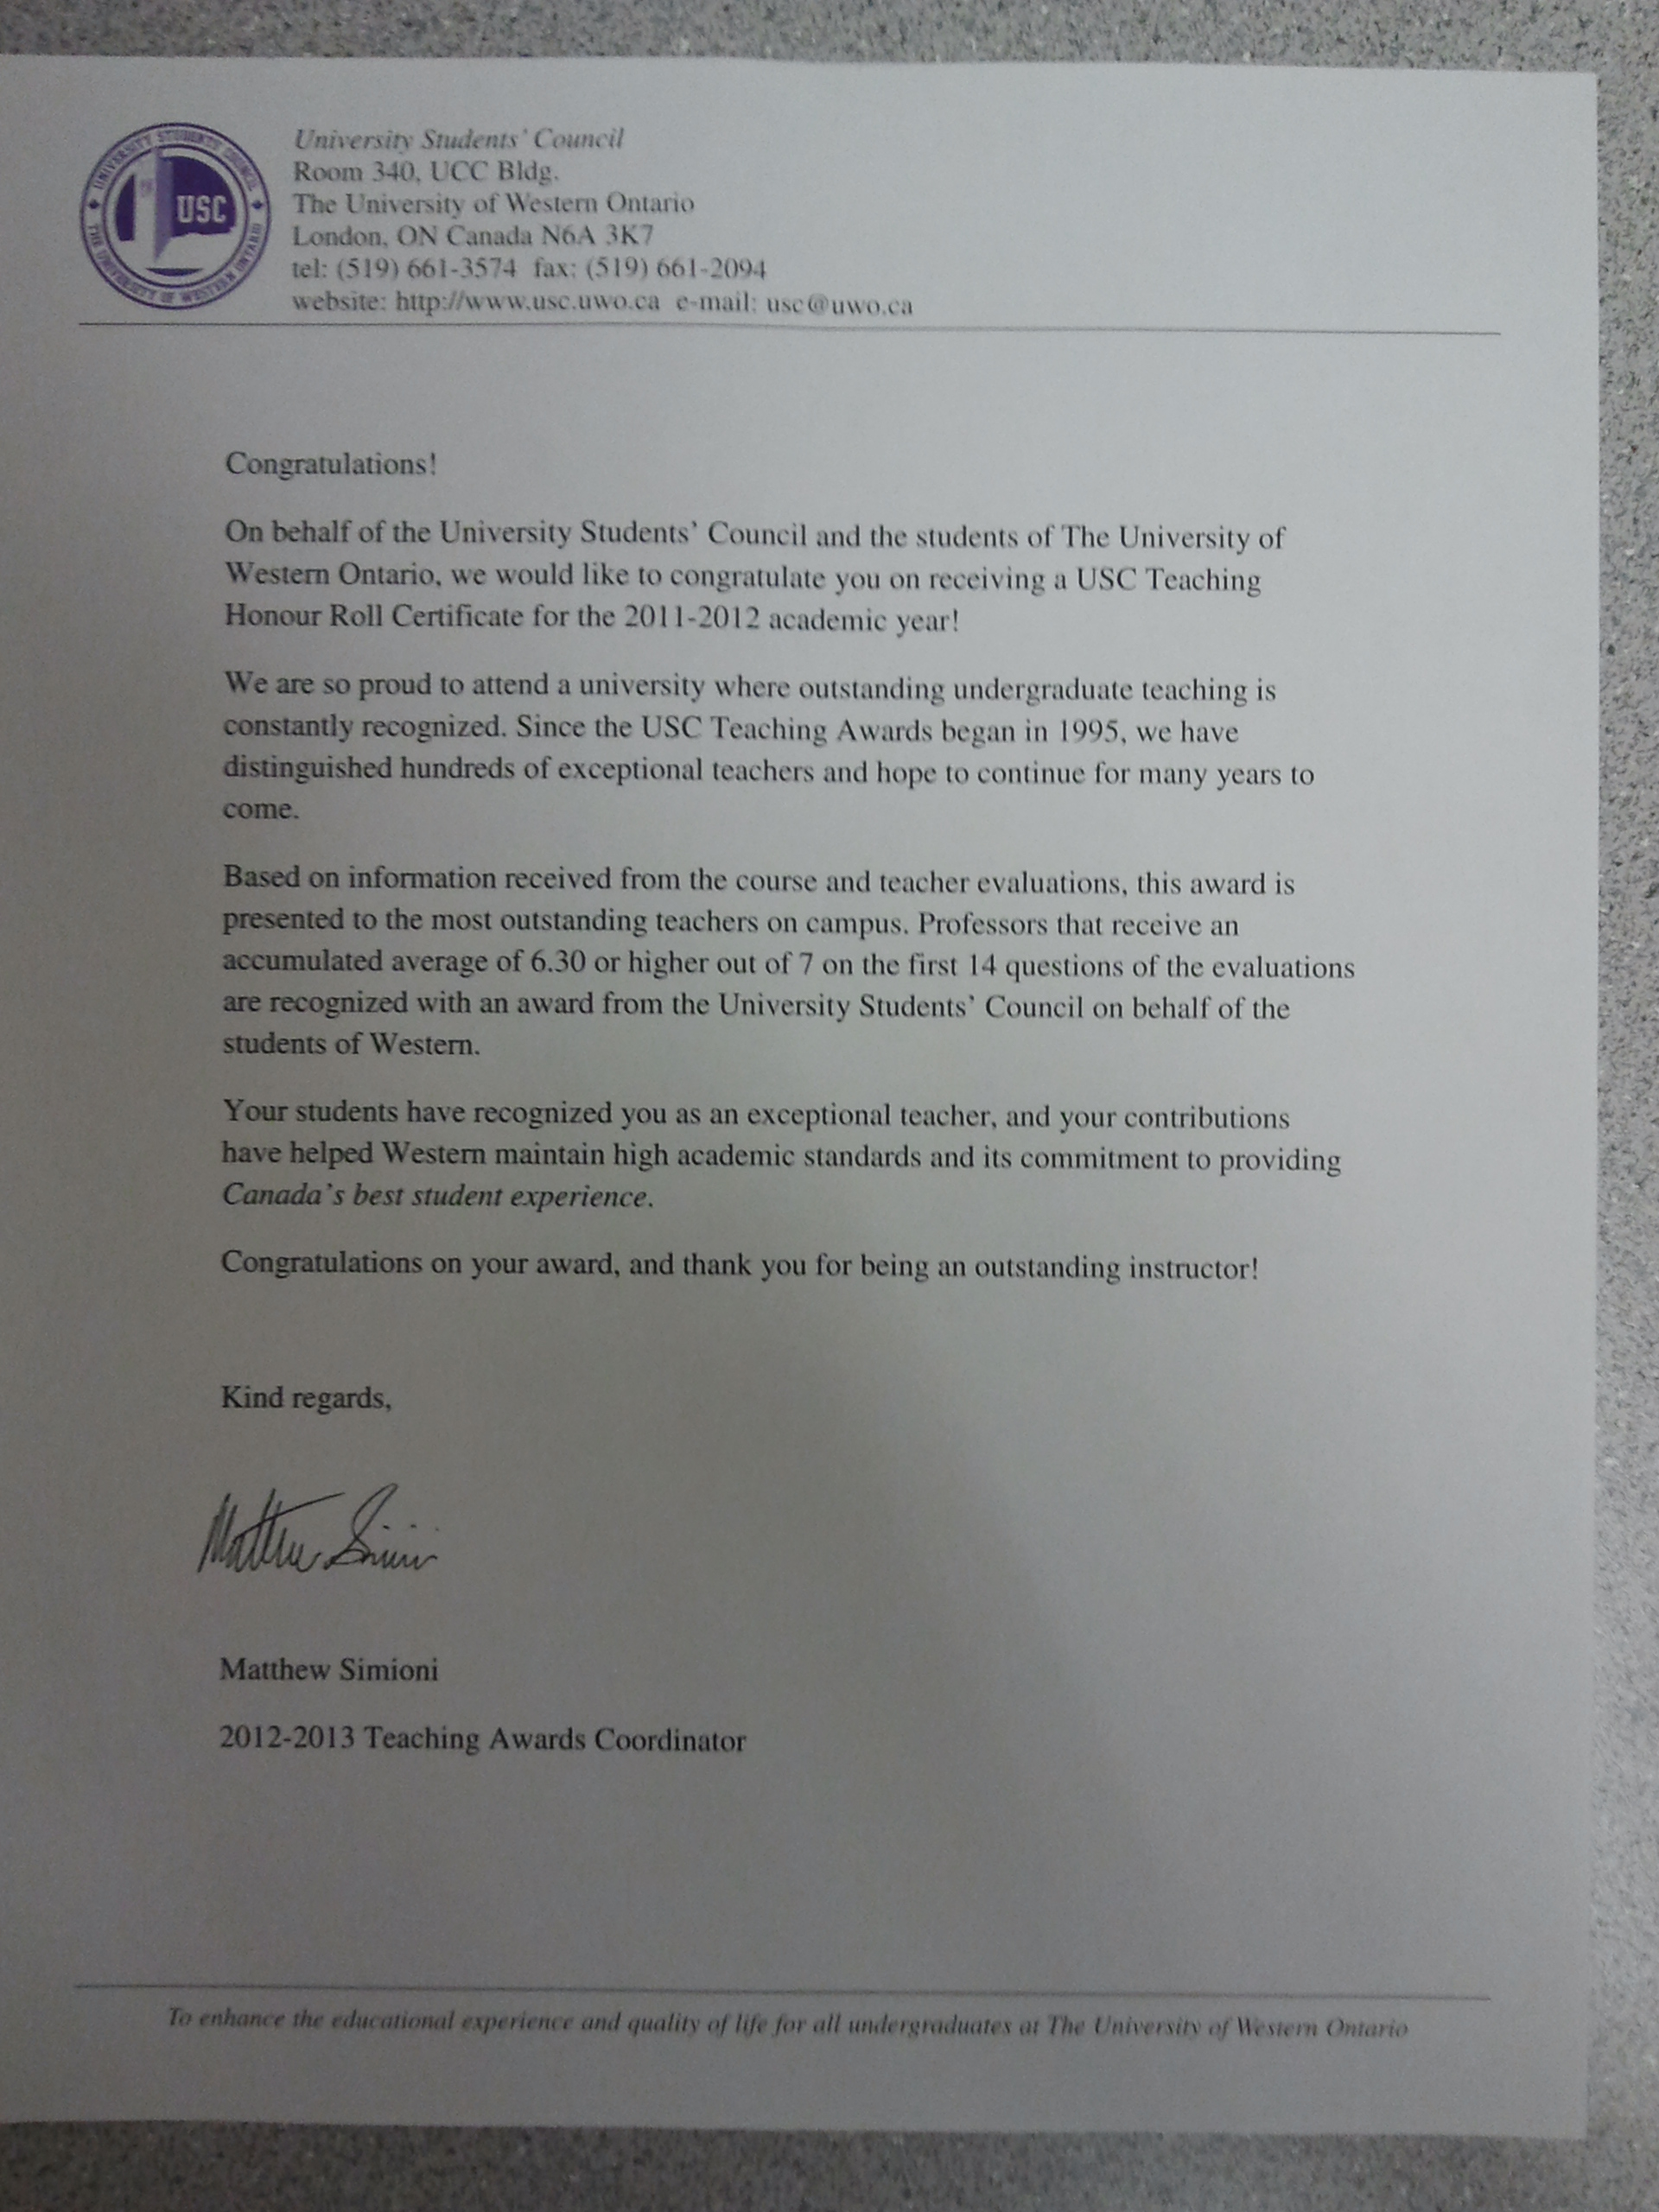 UNIVERSITY STUDENTS' COUNCIL
THE UNIVERSITY OF WESTERN ONTARIO
USC
University Students' Council
Room 340, UCC Bldg.
The University of Western Ontario
London, ON Canada N6A 3K7
tel: (519) 661-3574 fax: (519) 661-2094
website: http://www.usc.uwo.ca e-mail: usc@uwo.ca
Congratulations!
On behalf of the University Students' Council and the students of The University of
Western Ontario, we would like to congratulate you on receiving a USC Teaching
Honour Roll Certificate for the 2011-2012 academic year!
We are so proud to attend a university where outstanding undergraduate teaching is
constantly recognized. Since the USC Teaching Awards began in 1995, we have
distinguished hundreds of exceptional teachers and hope to continue for many years to
come.
Based on information received from the course and teacher evaluations, this award is
presented to the most outstanding teachers on campus. Professors that receive an
accumulated average of 6.30 or higher out of 7 on the first 14 questions of the evaluations
are recognized with an award from the University Students' Council on behalf of the
students of Western.
Your students have recognized you as an exceptional teacher, and your contributions
have helped Western maintain high academic standards and its commitment to providing
Canada's best student experience.
Congratulations on your award, and thank you for being an outstanding instructor!
Kind regards,
Matthew Simioni
Matthew Simioni
2012-2013 Teaching Awards Coordinator
To enhance the educational experience and quality of life for all undergraduates at The University of Western Ontario